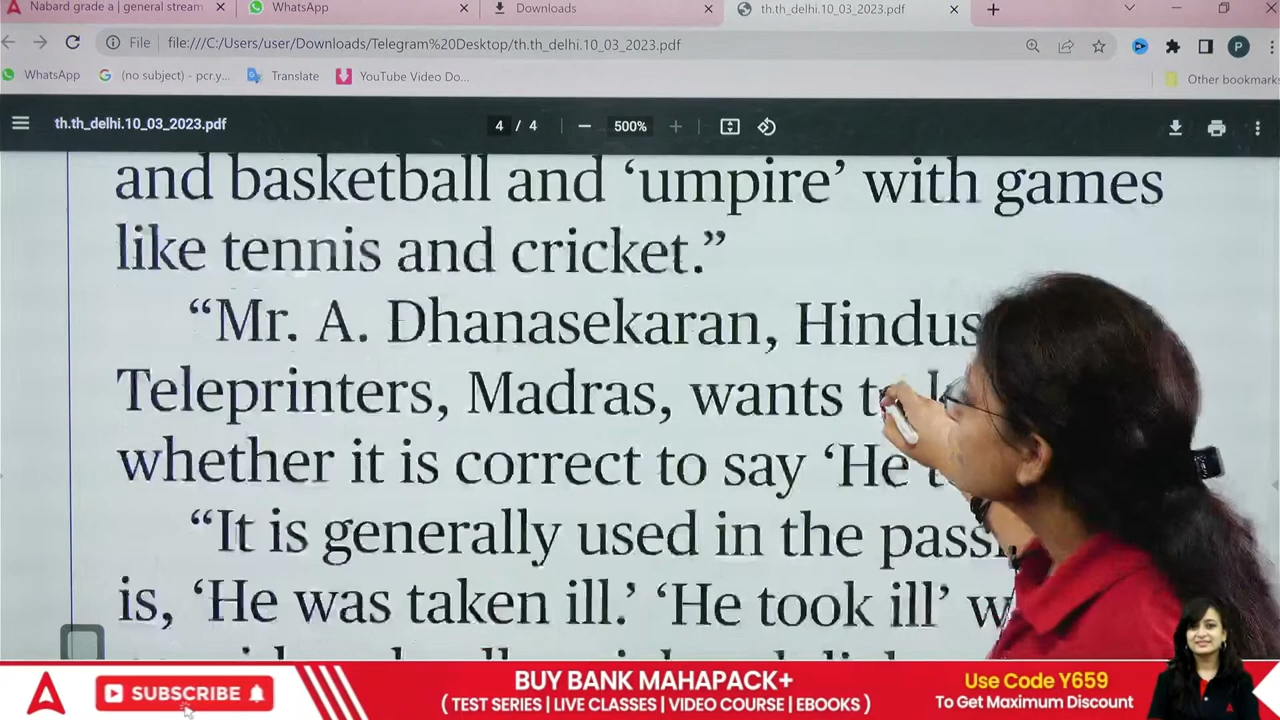 Nabard grade a | general stream
WhatsApp
Downloads
th.th_delhi.10_03_2023.pdf
File
file:///C:/Users/user/Downloads/Telegram%20Desktop/th.th_delhi.10_03_2023.pdf
P
WhatsApp
(no subject) - pcr.y...
Translate
YouTube Video Do...
Other bookmarks
th.th_delhi.10_03_2023.pdf
4 / 4
500%
and basketball and ‘umpire’ with games
like tennis and cricket.”
“Mr. A. Dhanasekaran, Hindus
Teleprinters, Madras, wants
whether it is correct to say ‘He
“It is generally used in the
is, ‘He was taken ill.’ ‘He took ill’
SUBSCRIBE
BUY BANK MAHAPACK+
( TEST SERIES | LIVE CLASSES | VIDEO COURSE | EBOOKS )
Use Code Y659
To Get Maximum Discount